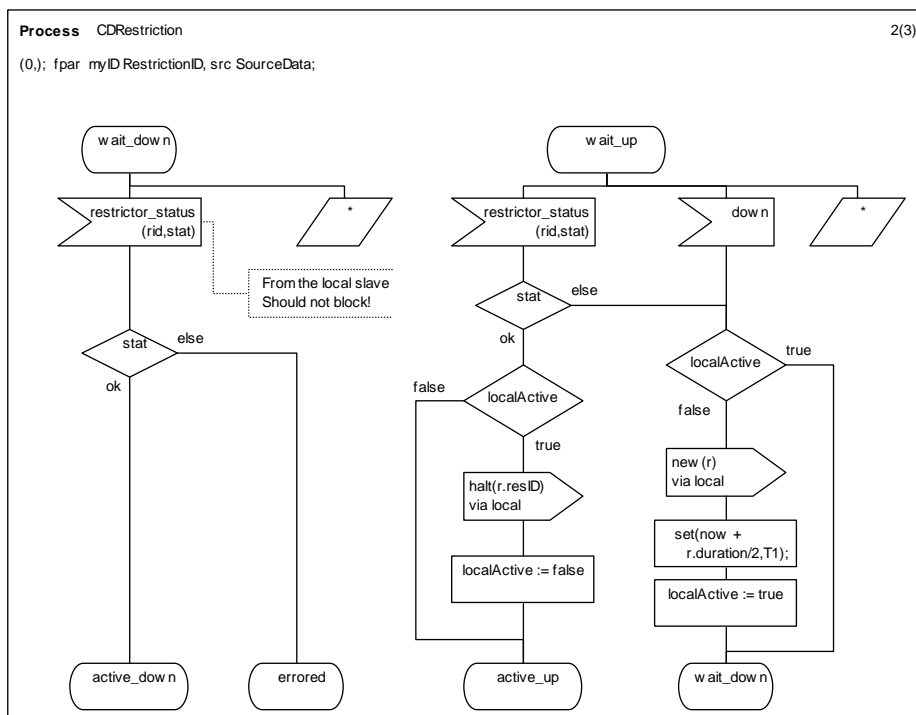 Process CDRestriction 2(3)
(0,); fpar myID RestrictionID, src SourceData;
wait_down
restrictor_status
(rid,stat)
*
From the local slave
Should not block!
stat
else
ok
active_down
errored
wait_up
restrictor_status
(rid,stat)
down
*
stat
else
ok
localActive
true
false
localActive
false
true
halt(r.resID)
via local
new(r)
via local
set(now +
r.duration/2,T1);
localActive := false
localActive := true
active_up
wait_down